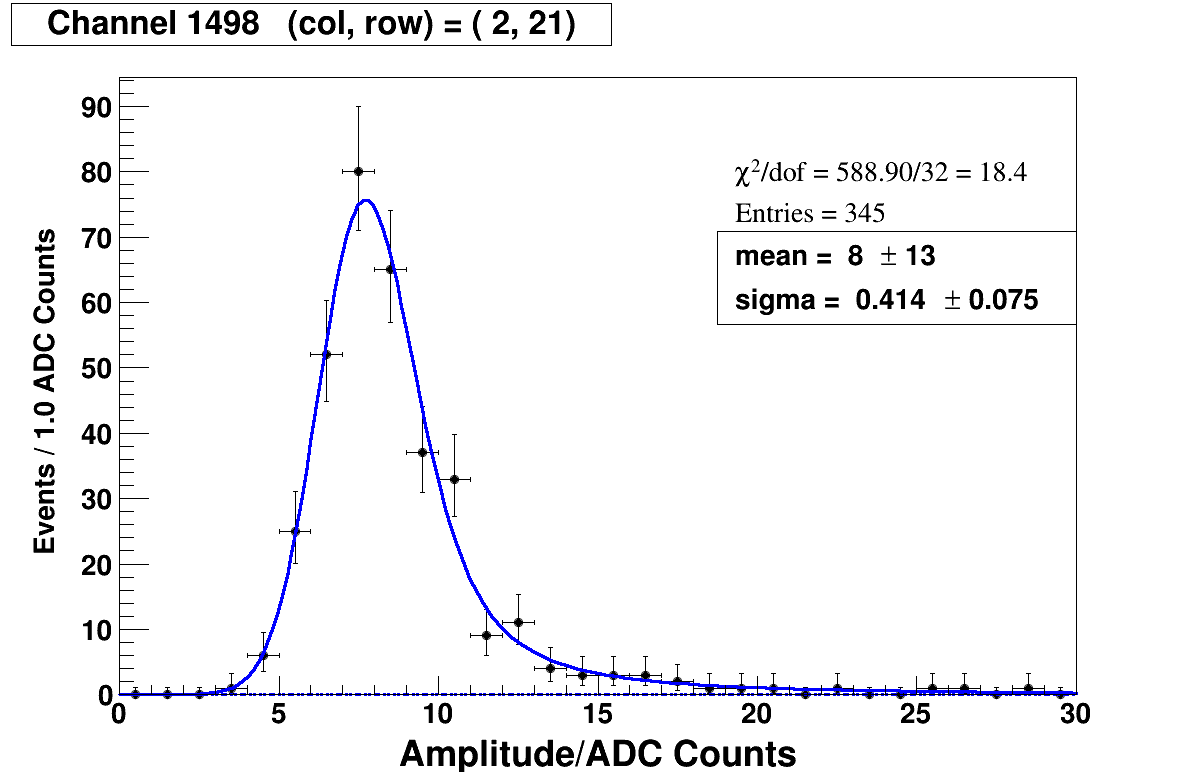 Channel 1498 (col, row) = ( 2, 21)
90
80
70
60
50
40
30
20
10
0
Events / 1.0 ADC Counts
χ²/dof = 588.90/32 = 18.4
Entries = 345
mean = 8 ± 13
sigma = 0.414 ± 0.075
0 5 10 15 20 25 30
Amplitude/ADC Counts